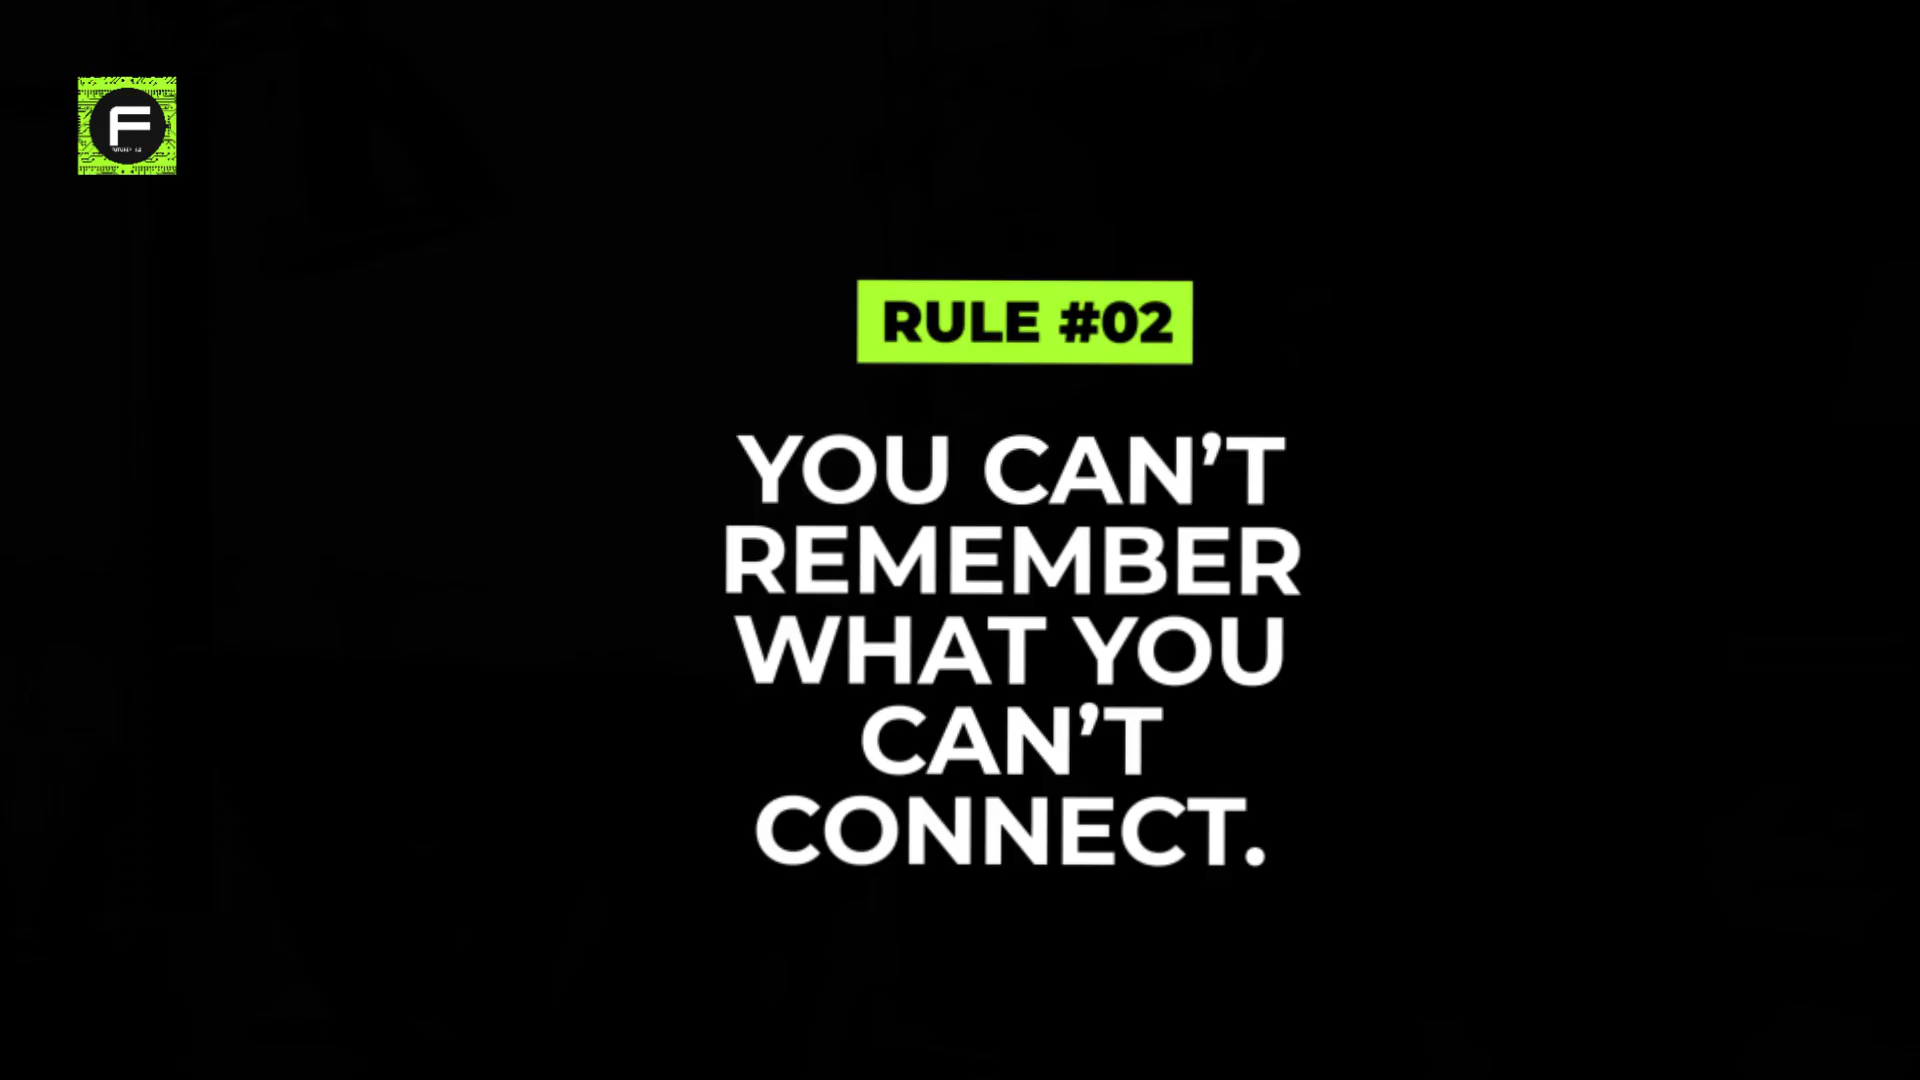 F
RULE #02
YOU CAN’T
REMEMBER
WHAT YOU
CAN’T
CONNECT.